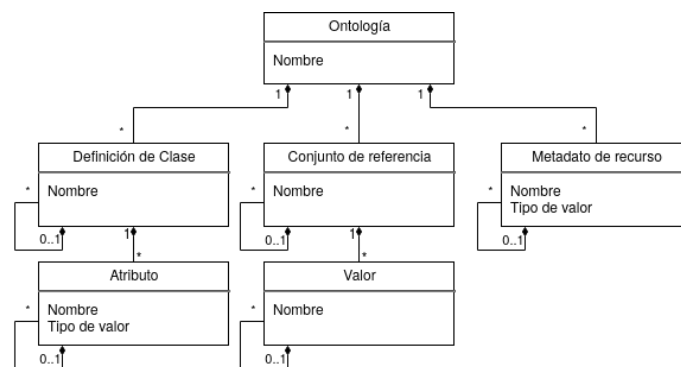 Ontología
Nombre
1 1 1
* * *
Definición de Clase Conjunto de referencia Metadato de recurso
* Nombre * Nombre * Nombre
Tipo de valor
0..1 1 0..1 1 0..1
* *
Atributo Valor
* Nombre * Nombre
Tipo de valor
0..1 0..1